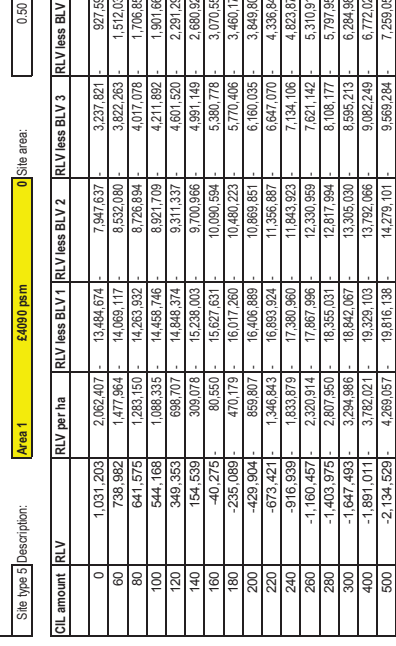 Site type 5 Description: Area 1 £4090 psm 0 Site area: 0.50
CIL amount RLV RLV per ha RLV less BLV 1 RLV less BLV 2 RLV less BLV 3 RLV less BLV
0 1,031,203 2,062,407 - 13,484,674 - 7,947,637 - 3,237,821 - 927,59
60 738,982 1,477,964 - 14,069,117 - 8,532,080 - 3,822,263 - 1,512,03
80 641,575 1,283,150 - 14,263,932 - 8,726,894 - 4,017,078 - 1,706,85
100 544,168 1,088,335 - 14,458,746 - 8,921,709 - 4,211,892 - 1,901,66
120 349,353 698,707 - 14,848,374 - 9,311,337 - 4,601,520 - 2,291,29
140 154,539 309,078 - 15,238,003 - 9,700,966 - 4,991,149 - 2,680,92
160 -40,275 - 80,550 - 15,627,631 - 10,090,594 - 5,380,778 - 3,070,55
180 -235,089 - 470,179 - 16,017,260 - 10,480,223 - 5,770,406 - 3,460,17
200 -429,904 - 859,807 - 16,406,889 - 10,869,851 - 6,160,035 - 3,849,80
220 -673,421 - 1,346,843 - 16,893,924 - 11,356,887 - 6,647,070 - 4,336,84
240 -916,939 - 1,833,879 - 17,380,960 - 11,843,923 - 7,134,106 - 4,823,87
260 -1,160,457 - 2,320,914 - 17,867,996 - 12,330,959 - 7,621,142 - 5,310,91
280 -1,403,975 - 2,807,950 - 18,355,031 - 12,817,994 - 8,108,177 - 5,797,95
300 -1,647,493 - 3,294,986 - 18,842,067 - 13,305,030 - 8,595,213 - 6,284,98
400 -1,891,011 - 3,782,021 - 19,329,103 - 13,792,066 - 9,082,249 - 6,772,02
500 -2,134,529 - 4,269,057 - 19,816,138 - 14,279,101 - 9,569,284 - 7,259,05